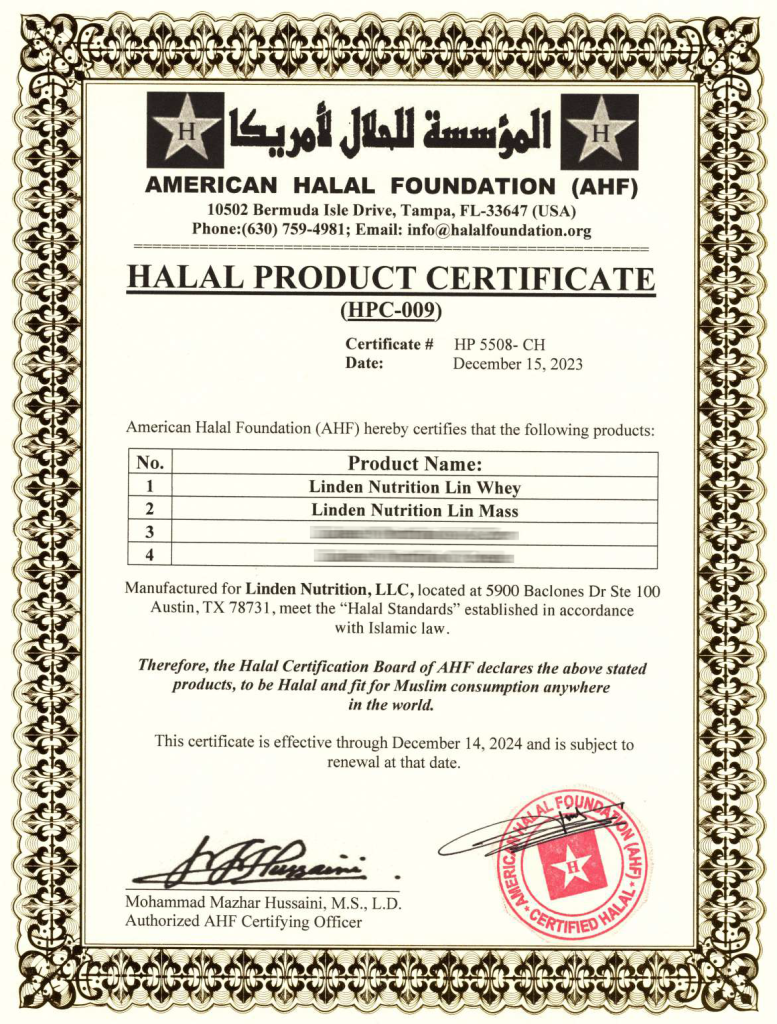 H المؤسسة للحلال لأمريكا H
AMERICAN HALAL FOUNDATION (AHF)
10502 Bermuda Isle Drive, Tampa, FL-33647 (USA)
Phone:(630) 759-4981; Email: info@halalfoundation.org
HALAL PRODUCT CERTIFICATE
(HPC-009)
Certificate # HP 5508- CH
Date: December 15, 2023
American Halal Foundation (AHF) hereby certifies that the following products:
No. Product Name:
1 Linden Nutrition Lin Whey
2 Linden Nutrition Lin Mass
3
4
Manufactured for Linden Nutrition, LLC, located at 5900 Baclones Dr Ste 100
Austin, TX 78731, meet the “Halal Standards” established in accordance
with Islamic law.
Therefore, the Halal Certification Board of AHF declares the above stated
products, to be Halal and fit for Muslim consumption anywhere
in the world.
This certificate is effective through December 14, 2024 and is subject to
renewal at that date.
Hussaini
Mohammad Mazhar Hussaini, M.S., L.D.
Authorized AHF Certifying Officer
AMERICAN HALAL FOUNDATION (AHF)
H
CERTIFIED HALAL